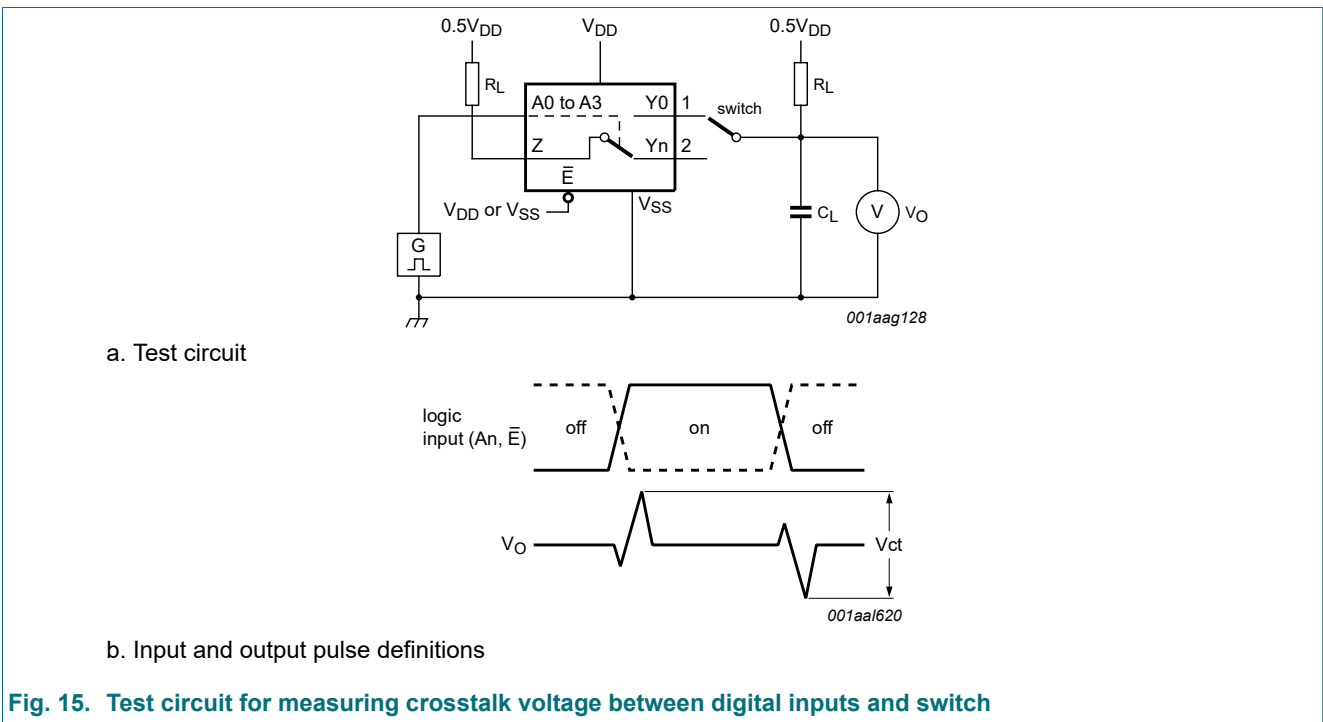 0.5VDD
VDD
0.5VDD
RL
RL
A0 to A3
Y0
1
switch
Z
Yn
2
E̅
VDD or VSS
VSS
CL
V
VO
G
001aag128
a. Test circuit
logic
input (An, E̅)
off
on
off
VO
Vct
001aal620
b. Input and output pulse definitions
Fig. 15. Test circuit for measuring crosstalk voltage between digital inputs and switch